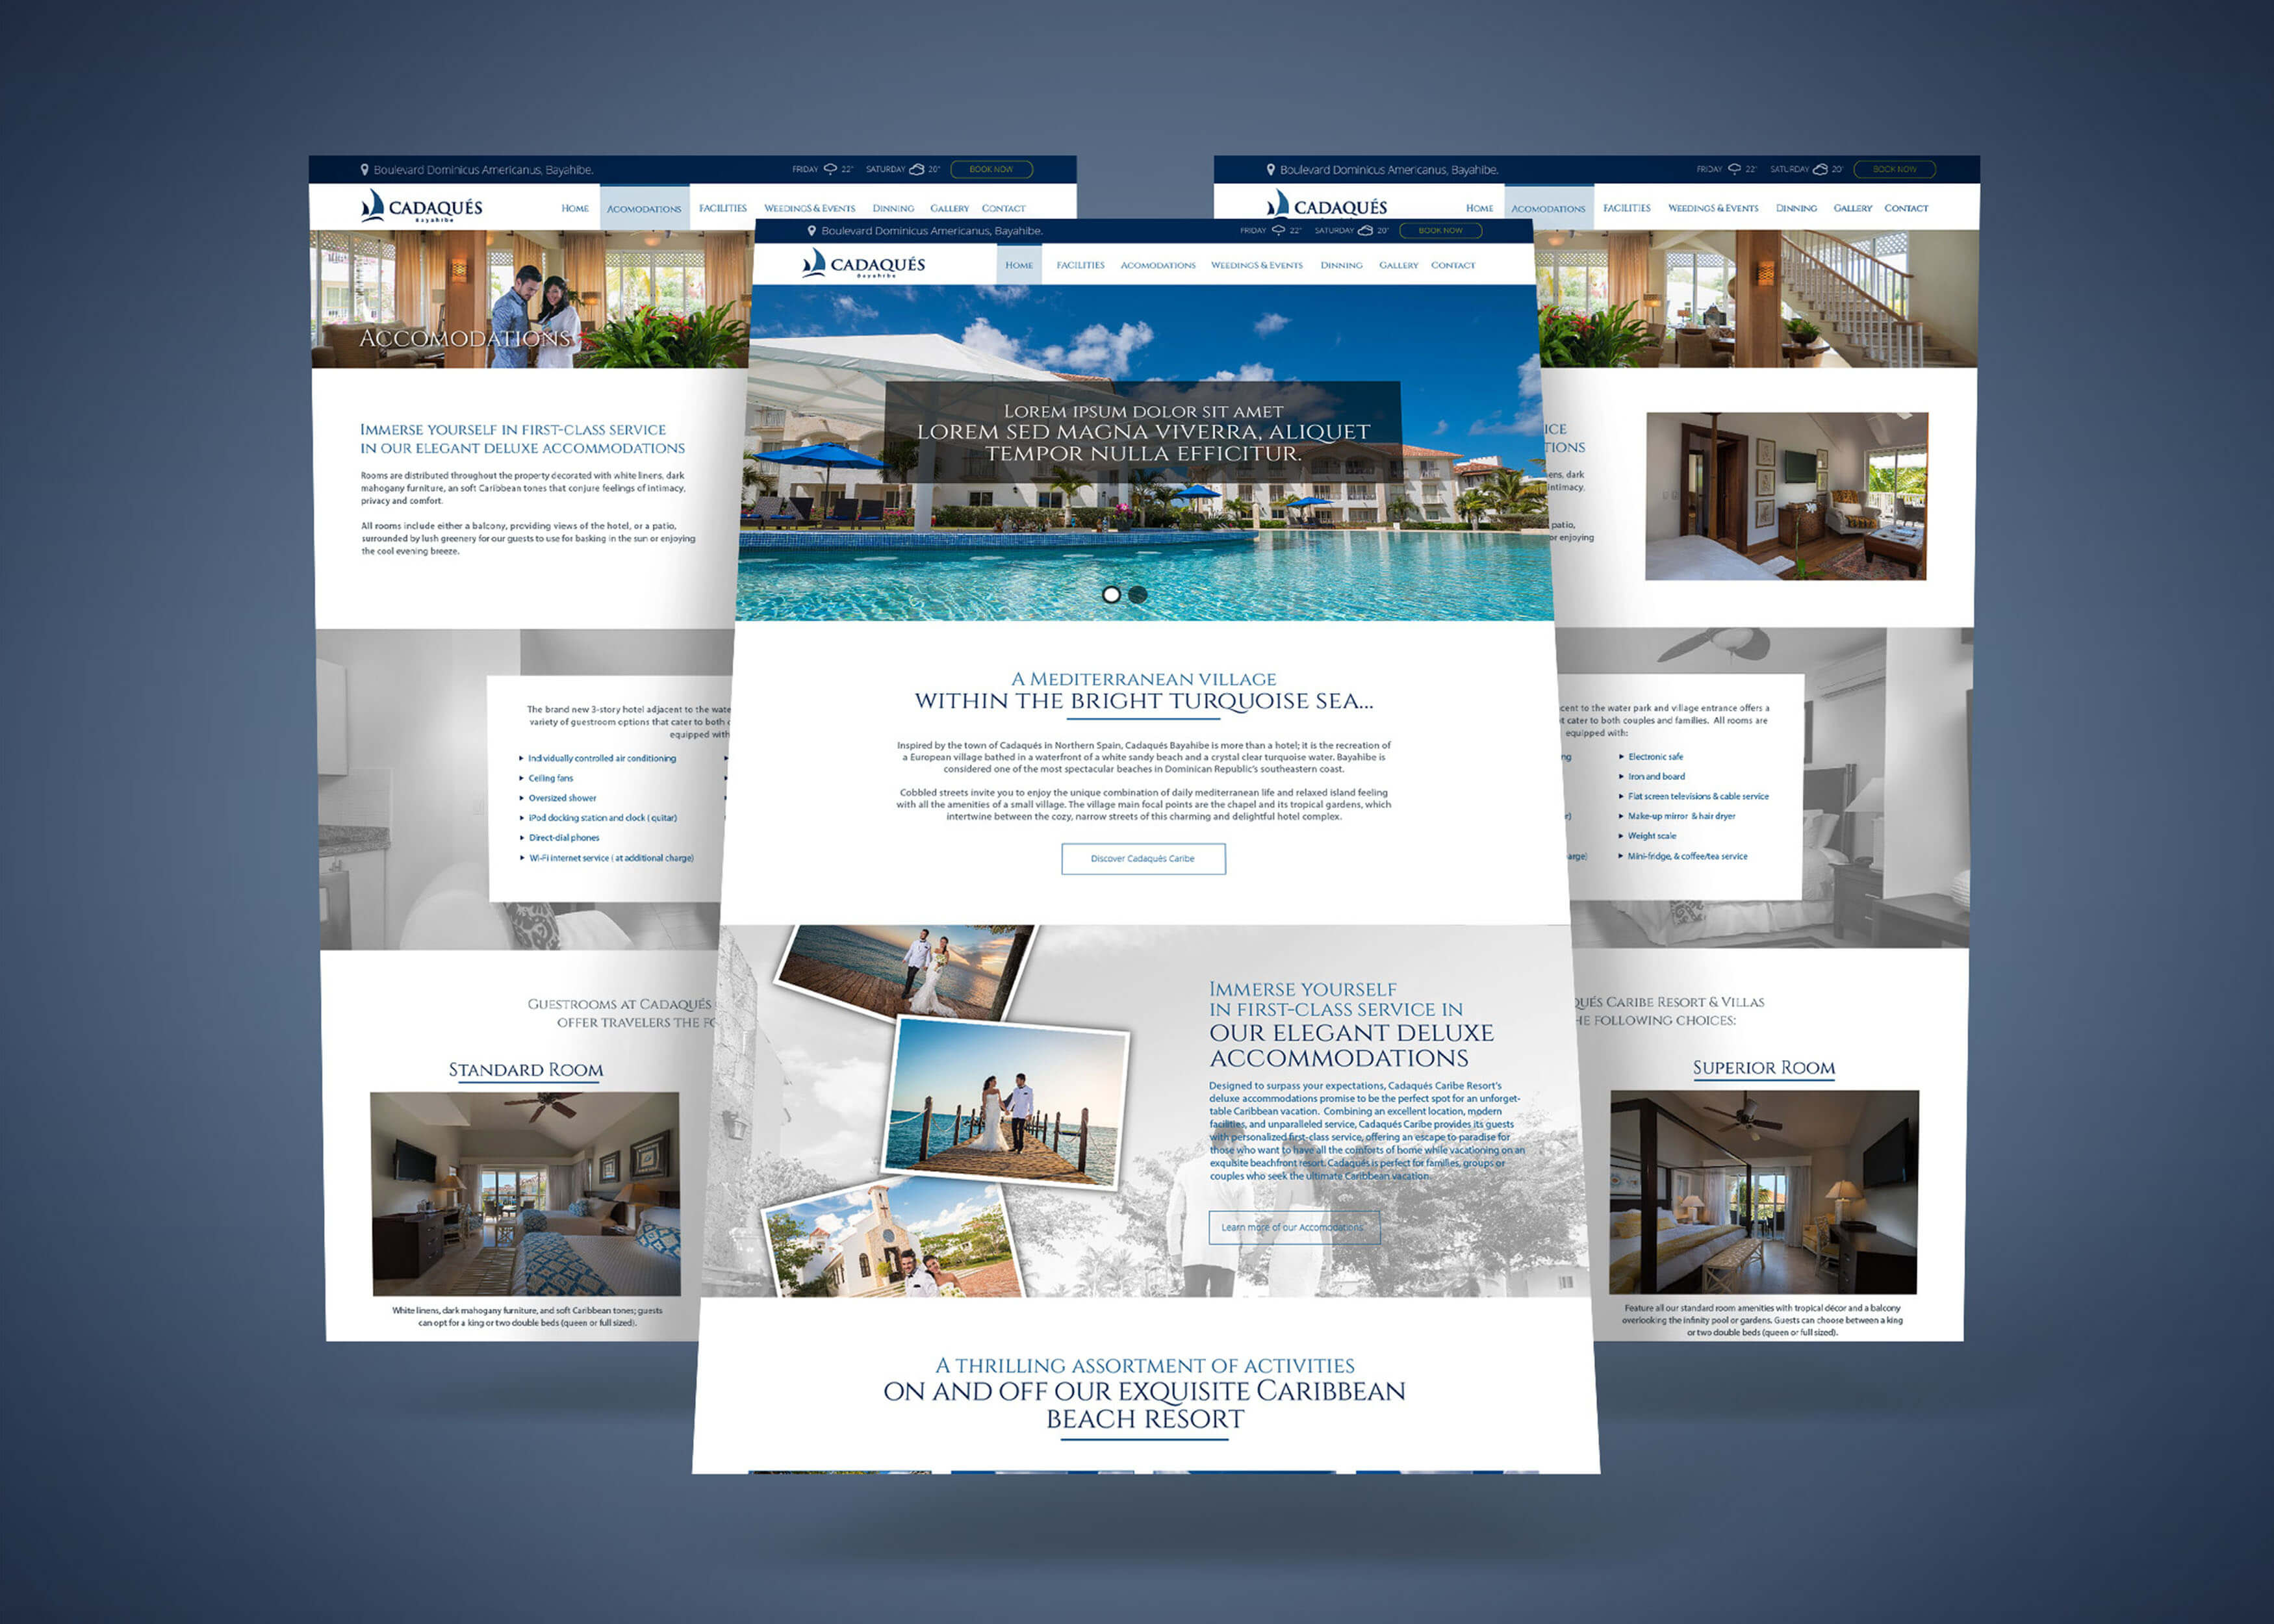 Boulevard Dominicus Americanus, Bayahibe.
FRIDAY 22° SATURDAY 20° BOOK NOW
CADAQUÉS
Bayahibe
HOME ACOMODATIONS FACILITIES WEEDINGS & EVENTS DINNING GALLERY CONTACT
ACCOMODATIONS
IMMERSE YOURSELF IN FIRST-CLASS SERVICE
IN OUR ELEGANT DELUXE ACCOMMODATIONS
Rooms are distributed throughout the property decorated with white linens, dark
mahogany furniture, an soft Caribbean tones that conjure feelings of intimacy,
privacy and comfort.
All rooms include either a balcony, providing views of the hotel, or a patio,
surrounded by lush greenery for our guests to use for basking in the sun or enjoying
the cool evening breeze.
The brand new 3-story hotel adjacent to the wate
variety of guestroom options that cater to both c
equipped with
Individually controlled air conditioning
Ceiling fans
Oversized shower
iPod docking station and clock ( quitar)
Direct-dial phones
Wi-Fi internet service ( at additional charge)
GUESTROOMS AT CADAQUÉS
OFFER TRAVELERS THE FO
STANDARD ROOM
White linens, dark mahogany furniture, and soft Caribbean tones; guests
can opt for a king or two double beds (queen or full sized).
Boulevard Dominicus Americanus, Bayahibe.
FRIDAY 22° SATURDAY 20° BOOK NOW
CADAQUÉS
Bayahibe
HOME FACILITIES ACOMODATIONS WEEDINGS & EVENTS DINNING GALLERY CONTACT
LOREM IPSUM DOLOR SIT AMET
LOREM SED MAGNA VIVERRA, ALIQUET
TEMPOR NULLA EFFICITUR.
A MEDITERRANEAN VILLAGE
WITHIN THE BRIGHT TURQUOISE SEA...
Inspired by the town of Cadaqués in Northern Spain, Cadaqués Bayahibe is more than a hotel; it is the recreation of
a European village bathed in a waterfront of a white sandy beach and a crystal clear turquoise water. Bayahibe is
considered one of the most spectacular beaches in Dominican Republic's southeastern coast.
Cobbled streets invite you to enjoy the unique combination of daily mediterranean life and relaxed island feeling
with all the amenities of a small village. The village main focal points are the chapel and its tropical gardens, which
intertwine between the cozy, narrow streets of this charming and delightful hotel complex.
Discover Cadaqués Caribe
IMMERSE YOURSELF
IN FIRST-CLASS SERVICE IN
OUR ELEGANT DELUXE
ACCOMMODATIONS
Designed to surpass your expectations, Cadaqués Caribe Resort's
deluxe accommodations promise to be the perfect spot for an unforget-
table Caribbean vacation. Combining an excellent location, modern
facilities, and unparalleled service, Cadaqués Caribe provides its guests
with personalized first-class service, offering an escape to paradise for
those who want to have all the comforts of home while vacationing on an
exquisite beachfront resort. Cadaqués is perfect for families, groups or
couples who seek the ultimate Caribbean vacation.
Learn more of our Accomodations
A THRILLING ASSORTMENT OF ACTIVITIES
ON AND OFF OUR EXQUISITE CARIBBEAN
BEACH RESORT
Boulevard Dominicus Americanus, Bayahibe.
FRIDAY 22° SATURDAY 20° BOOK NOW
CADAQUÉS
HOME ACOMODATIONS FACILITIES WEEDINGS & EVENTS DINNING GALLERY CONTACT
ICE
TIONS
ens, dark
intimacy,
patio,
or enjoying
cent to the water park and village entrance offers a
t cater to both couples and families. All rooms are
equipped with:
ng
r)
arge)
Electronic safe
Iron and board
Flat screen televisions & cable service
Make-up mirror & hair dryer
Weight scale
Mini-fridge, & coffee/tea service
QUÉS CARIBE RESORT & VILLAS
HE FOLLOWING CHOICES:
SUPERIOR ROOM
Feature all our standard room amenities with tropical décor and a balcony
overlooking the infinity pool or gardens. Guests can choose between a king
or two double beds (queen or full sized).